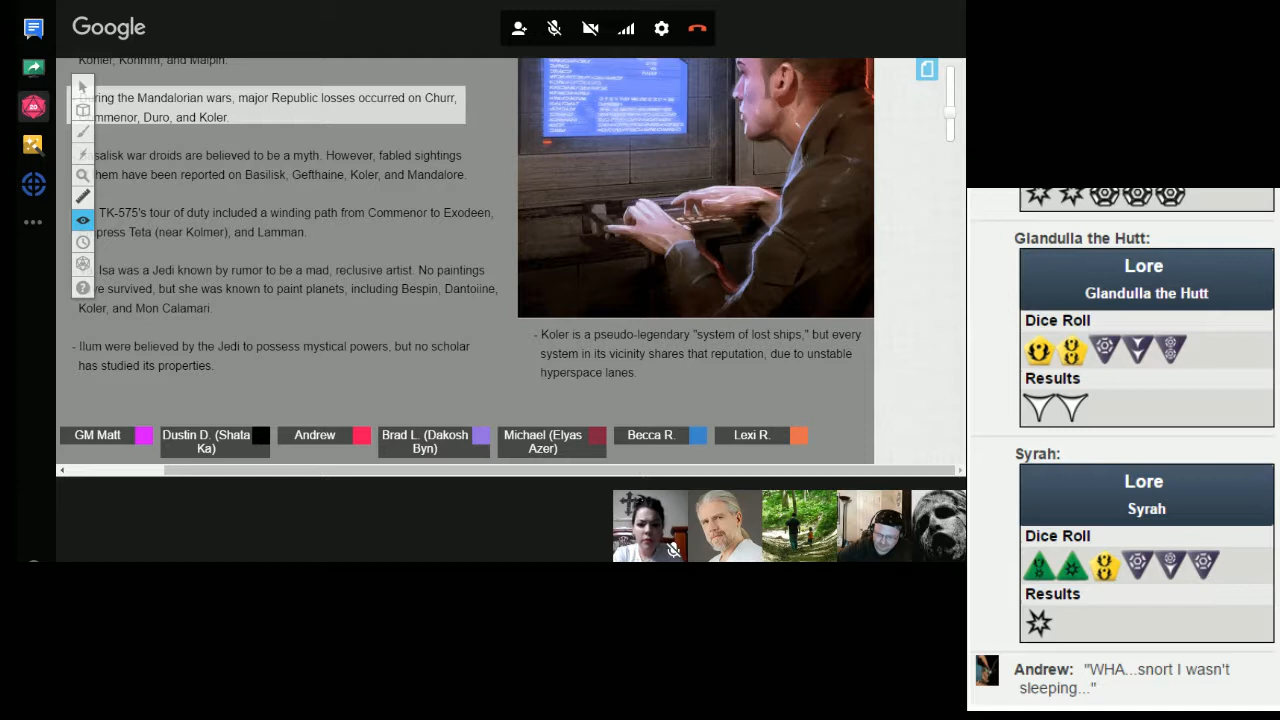 Google
Kohler, Kohmm, and Malpin.
ring the Mandalorian wars, major Republic losses occurred on Churr,
mmenor, Duro, and Koler.
salisk war droids are believed to be a myth. However, fabled sightings
hem have been reported on Basilisk, Gefthaine, Koler, and Mandalore.
TK-575's tour of duty included a winding path from Commenor to Exodeen,
press Teta (near Kolmer), and Lamman.
Isa was a Jedi known by rumor to be a mad, reclusive artist. No paintings
ve survived, but she was known to paint planets, including Bespin, Dantoiine,
Koler, and Mon Calamari.
- Ilum were believed by the Jedi to possess mystical powers, but no scholar
has studied its properties.
- Koler is a pseudo-legendary "system of lost ships," but every
system in its vicinity shares that reputation, due to unstable
hyperspace lanes.
GM Matt
Dustin D. (Shata
Ka)
Andrew
Brad L. (Dakosh
Byn)
Michael (Elyas
Azer)
Becca R.
Lexi R.
Glandulla the Hutt:
Lore
Glandulla the Hutt
Dice Roll
Results
Syrah:
Lore
Syrah
Dice Roll
Results
Andrew: "WHA...snort I wasn't
sleeping..."
20